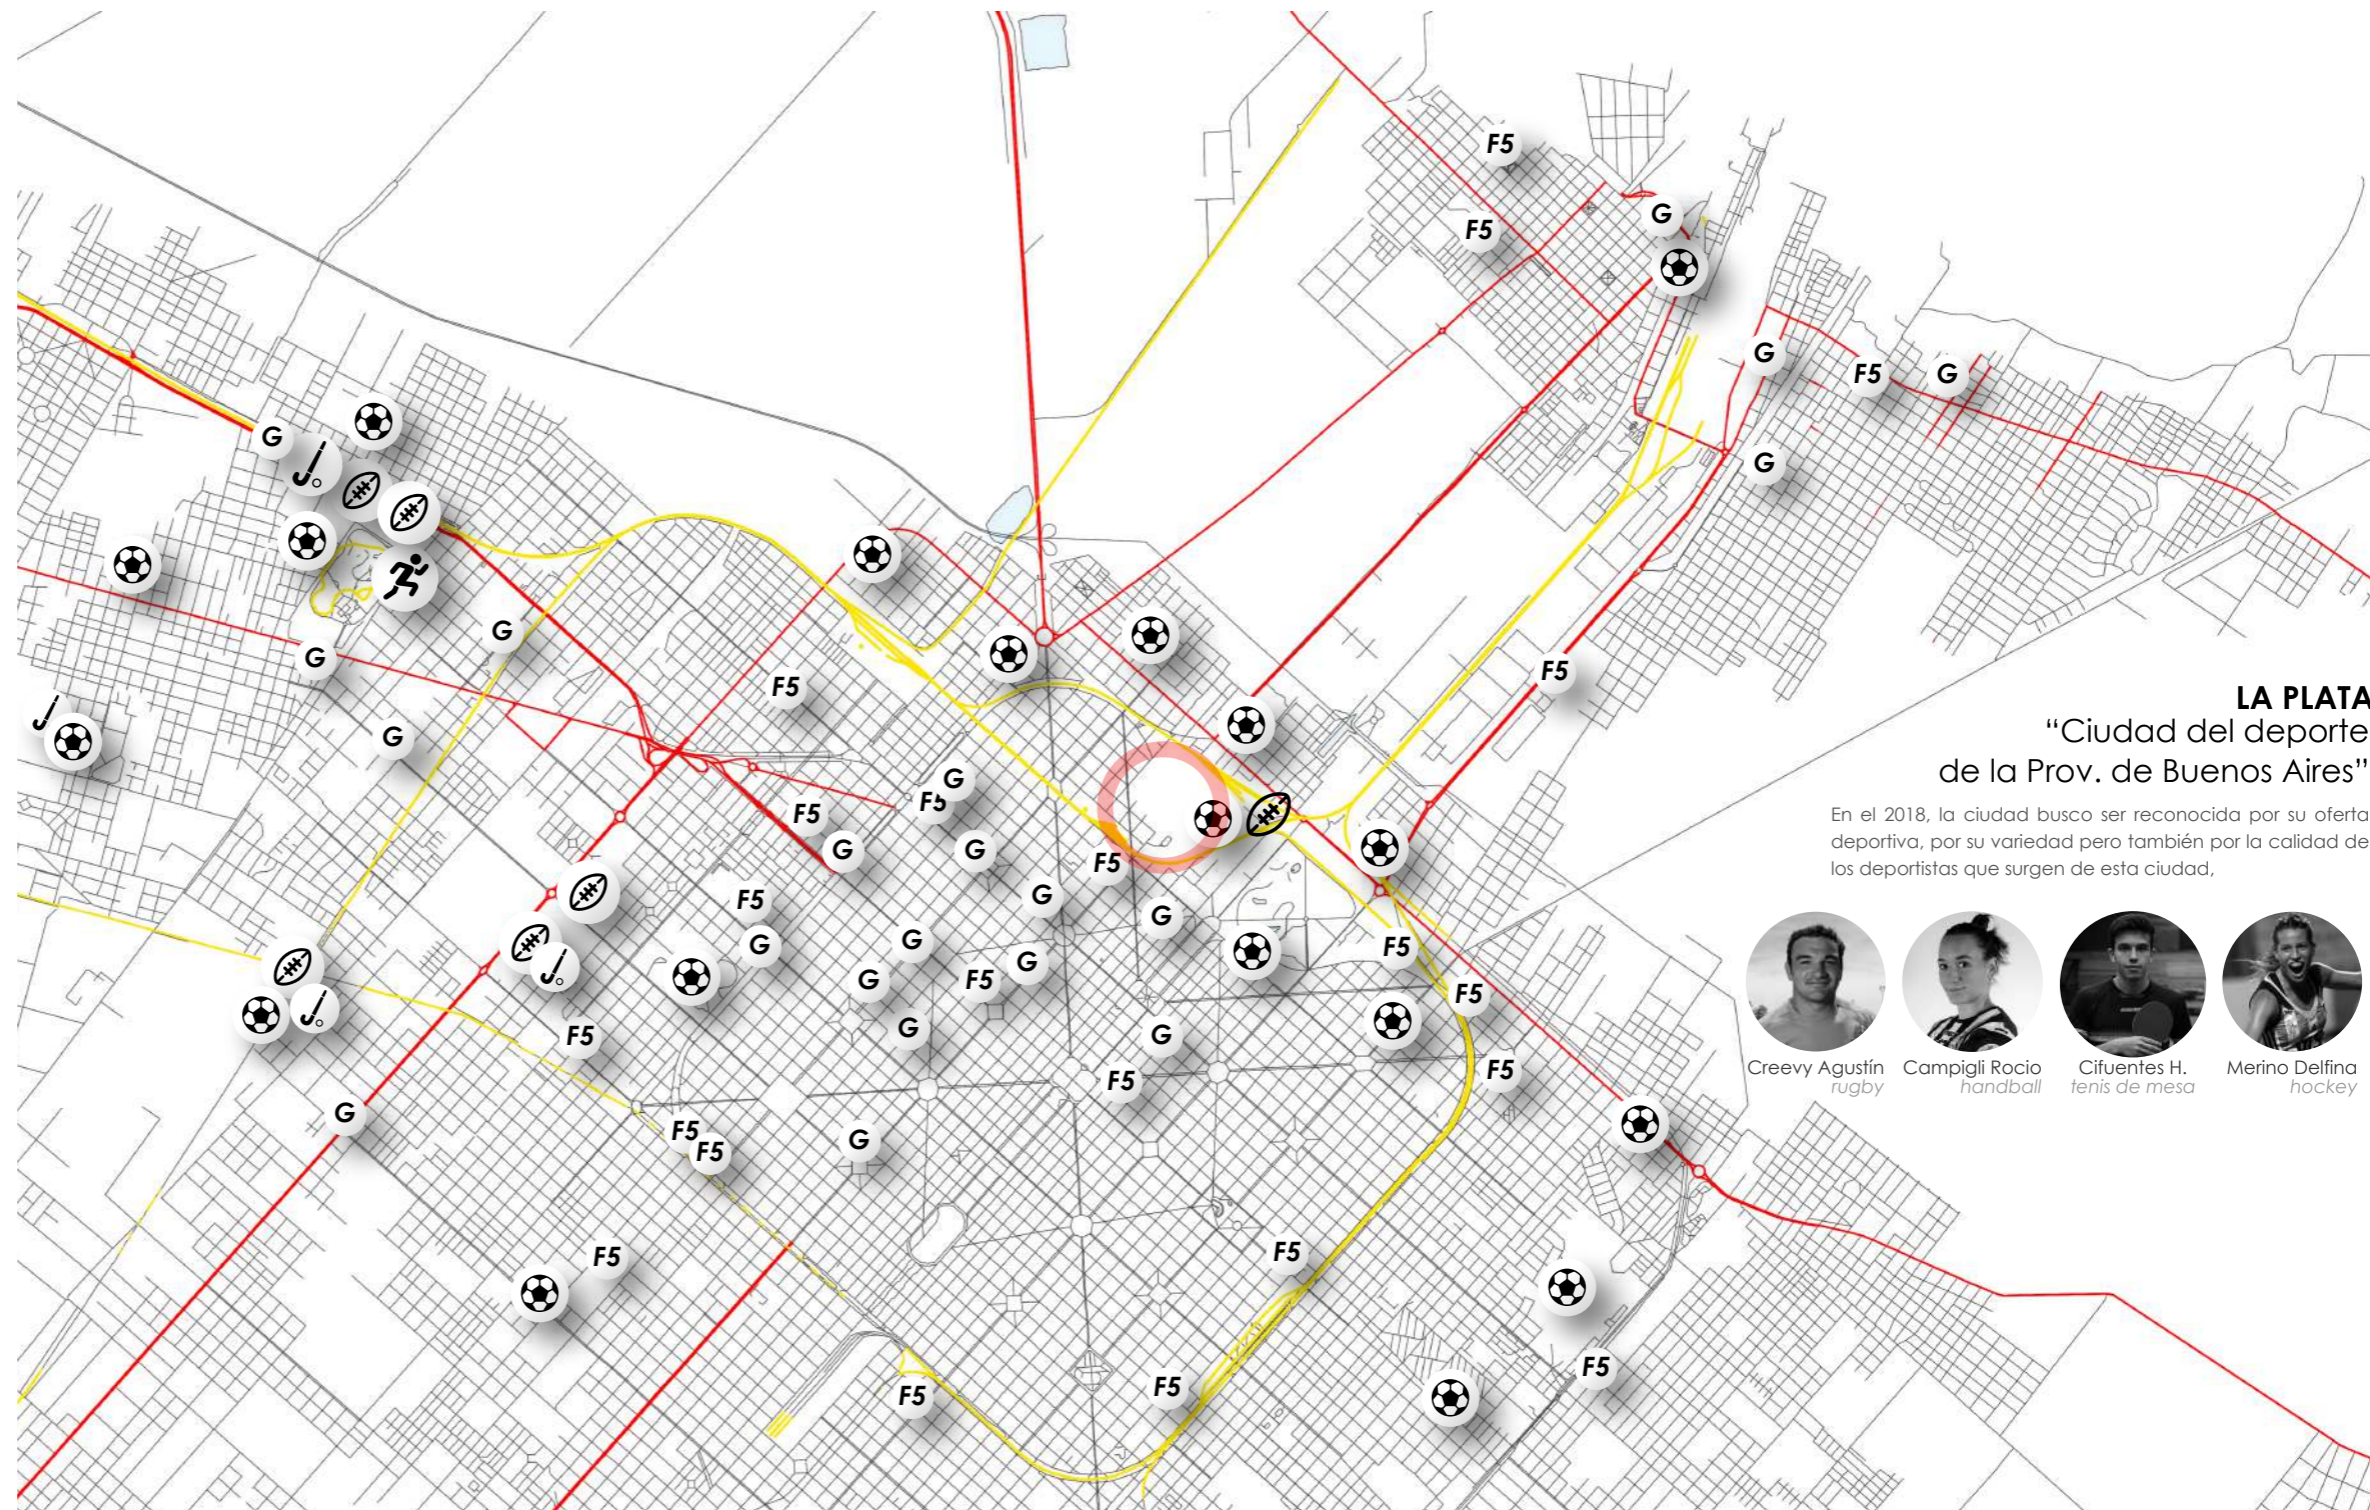 F5
G
F5
G
F5
G
G
G
G
G
F5
F5
G
G
F5
F5
G
G
F5
G
F5
G
G
G
F5
G
G
F5
F5
G
F5
G
F5
F5
G
F5
G
F5
F5
F5
F5
F5
F5
LA PLATA
“Ciudad del deporte
de la Prov. de Buenos Aires”
En el 2018, la ciudad busco ser reconocida por su oferta
deportiva, por su variedad pero también por la calidad de
los deportistas que surgen de esta ciudad,
Creevy Agustín
rugby
Campigli Rocio
handball
Cifuentes H.
tenis de mesa
Merino Delfina
hockey